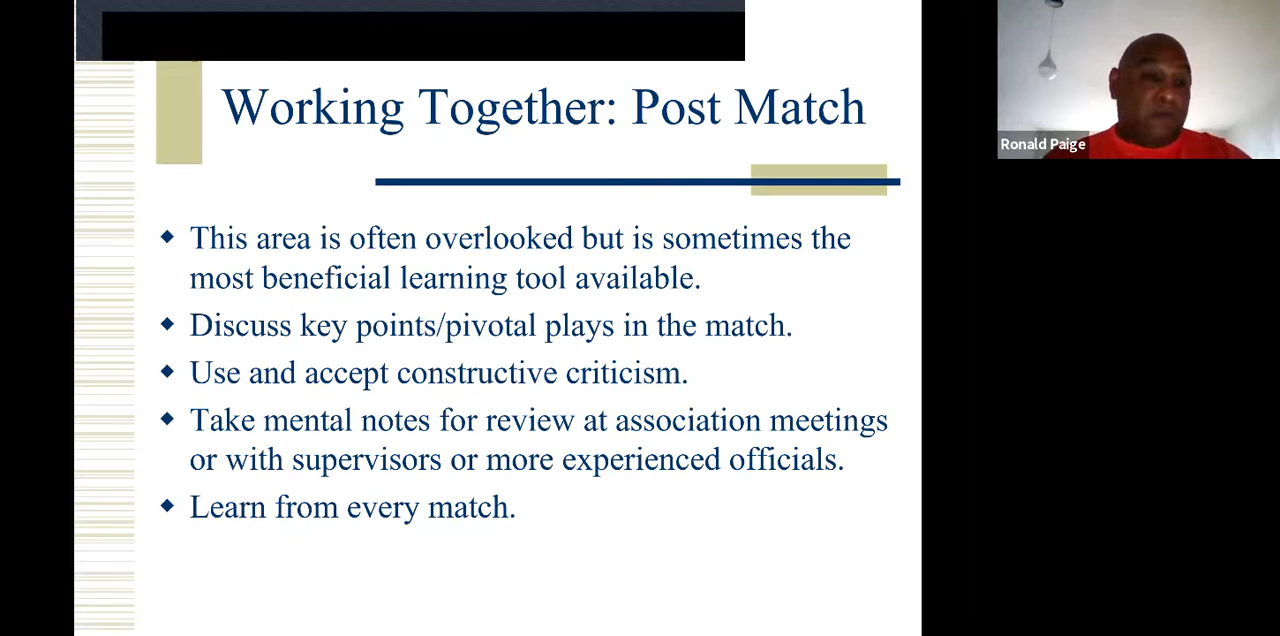 Working Together: Post Match
Ronald Paige
This area is often overlooked but is sometimes the
most beneficial learning tool available.
Discuss key points/pivotal plays in the match.
Use and accept constructive criticism.
Take mental notes for review at association meetings
or with supervisors or more experienced officials.
Learn from every match.